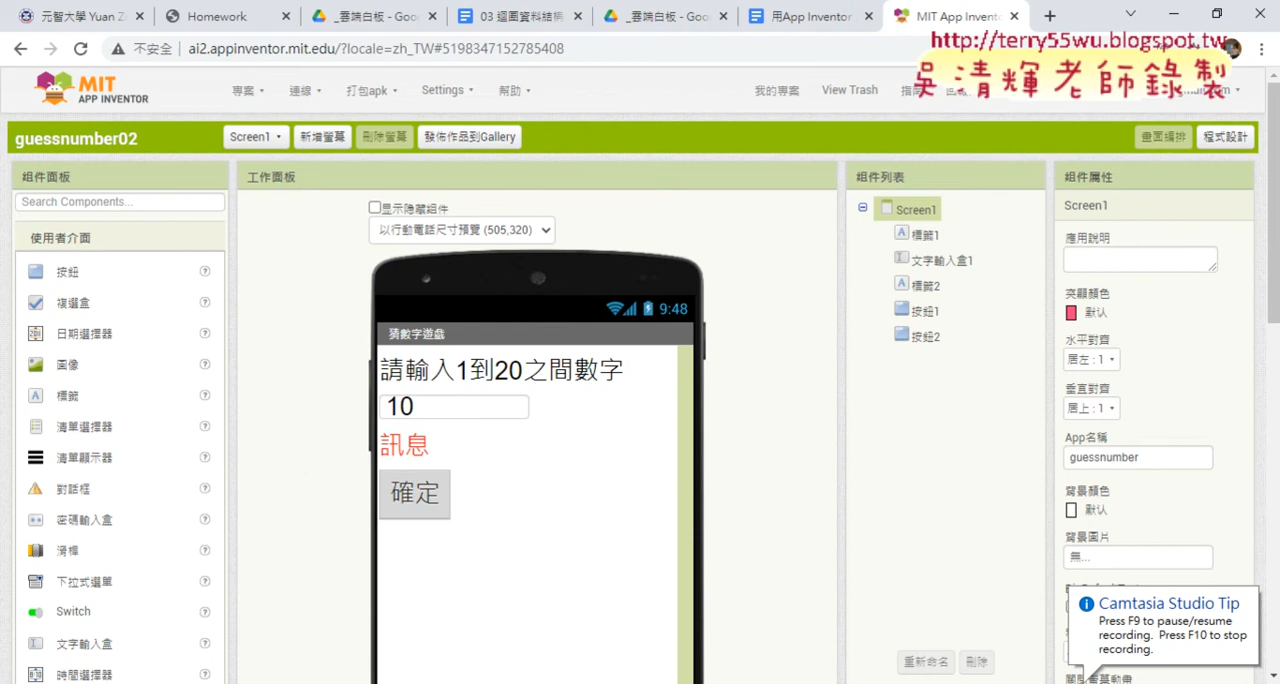 元智大學 Yuan Z
Homework
_雲端白板 - Goo
03 迴圈資料結構
_雲端白板 - Goo
用App Inventor
MIT App Invento
不安全
ai2.appinventor.mit.edu/?locale=zh_TW#5198347152785408
http://terry55wu.blogspot.tw
吳清輝老師錄製
MIT
APP INVENTOR
專案
連線
打包apk
Settings
幫助
我的專案
View Trash
指南
guessnumber02
Screen1
新增螢幕
刪除螢幕
發佈作品到Gallery
畫面編排
程式設計
組件面板
Search Components...
使用者介面
按鈕
複選盒
日期選擇器
圖像
標籤
清單選擇器
清單顯示器
對話框
密碼輸入盒
滑桿
下拉式選單
Switch
文字輸入盒
時間選擇器
工作面板
显示隐藏组件
以行動電話尺寸預覽 (505,320)
9:48
猜數字遊戲
請輸入1到20之間數字
10
訊息
確定
組件列表
Screen1
標籤1
文字輸入盒1
標籤2
按鈕1
按鈕2
重新命名
刪除
組件屬性
Screen1
應用說明
突顯顏色
默认
水平對齊
居左 : 1
垂直對齊
居上 : 1
App名稱
guessnumber
背景顏色
默认
背景圖片
無...
Camtasia Studio Tip
Press F9 to pause/resume
recording. Press F10 to stop
recording.